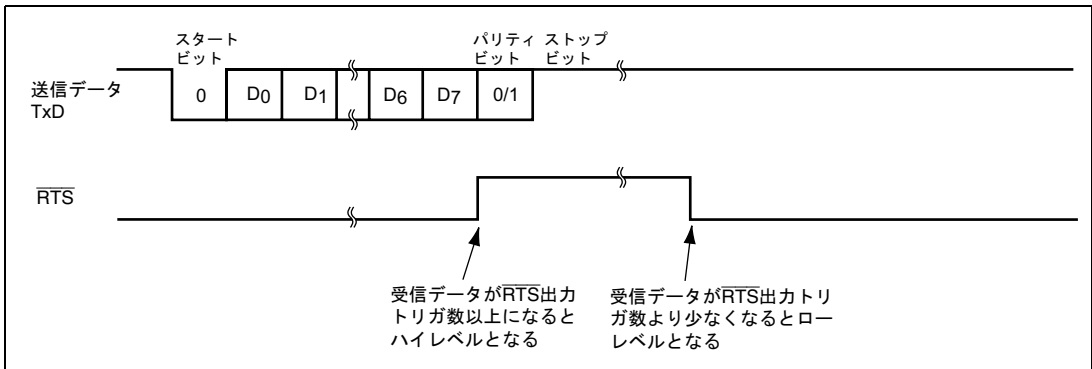 スタート
ビット
パリティ
ビット
ストップ
ビット
送信データ
TxD
0 D0 D1 D6 D7 0/1
RTS
受信データがRTS出力
トリガ数以上になると
ハイレベルとなる
受信データがRTS出力トリ
ガ数より少なくなるとロー
レベルとなる